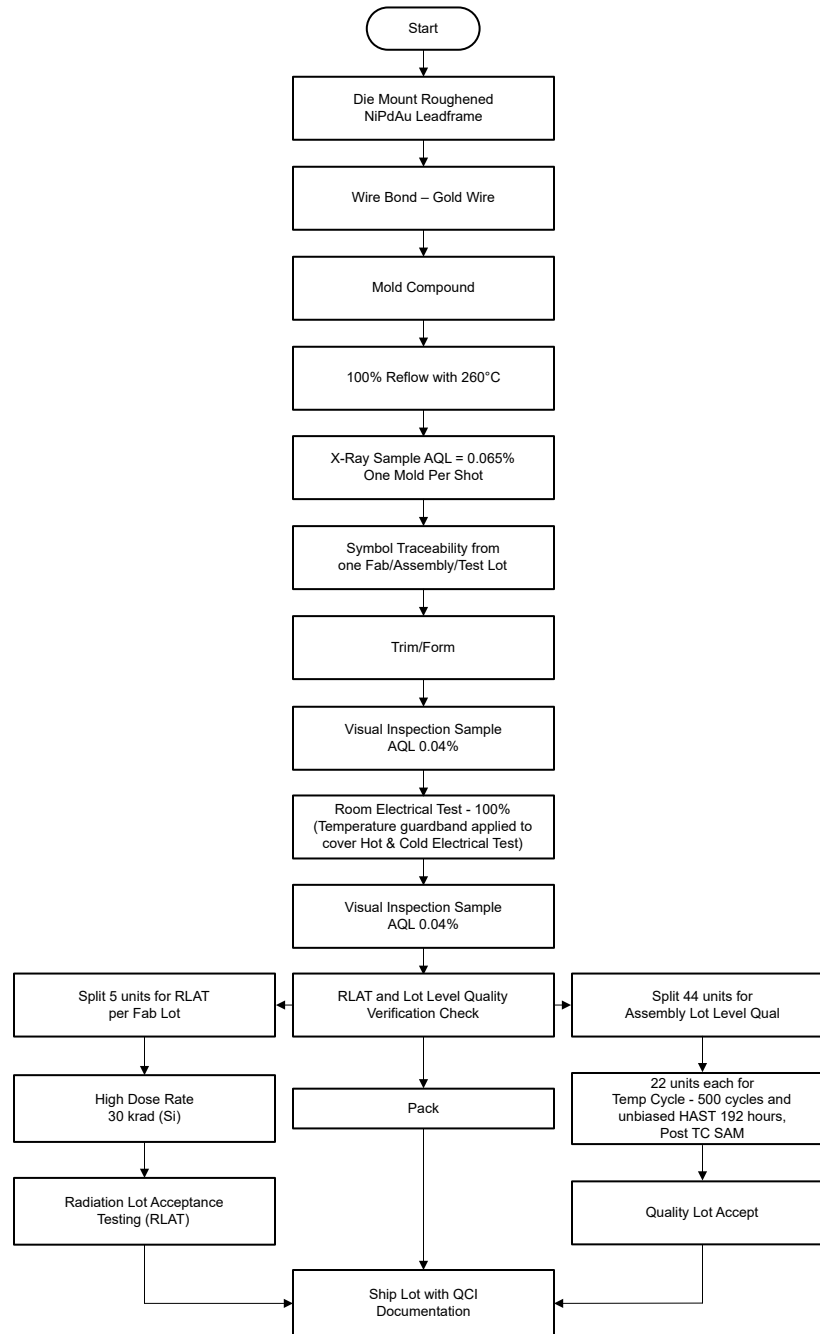 Start
Die Mount Roughened
NiPdAu Leadframe
Wire Bond – Gold Wire
Mold Compound
100% Reflow with 260°C
X-Ray Sample AQL = 0.065%
One Mold Per Shot
Symbol Traceability from
one Fab/Assembly/Test Lot
Trim/Form
Visual Inspection Sample
AQL 0.04%
Room Electrical Test - 100%
(Temperature guardband applied to
cover Hot & Cold Electrical Test)
Visual Inspection Sample
AQL 0.04%
Split 5 units for RLAT
per Fab Lot
RLAT and Lot Level Quality
Verification Check
Split 44 units for
Assembly Lot Level Qual
High Dose Rate
30 krad (Si)
Pack
22 units each for
Temp Cycle - 500 cycles and
unbiased HAST 192 hours,
Post TC SAM
Radiation Lot Acceptance
Testing (RLAT)
Quality Lot Accept
Ship Lot with QCI
Documentation